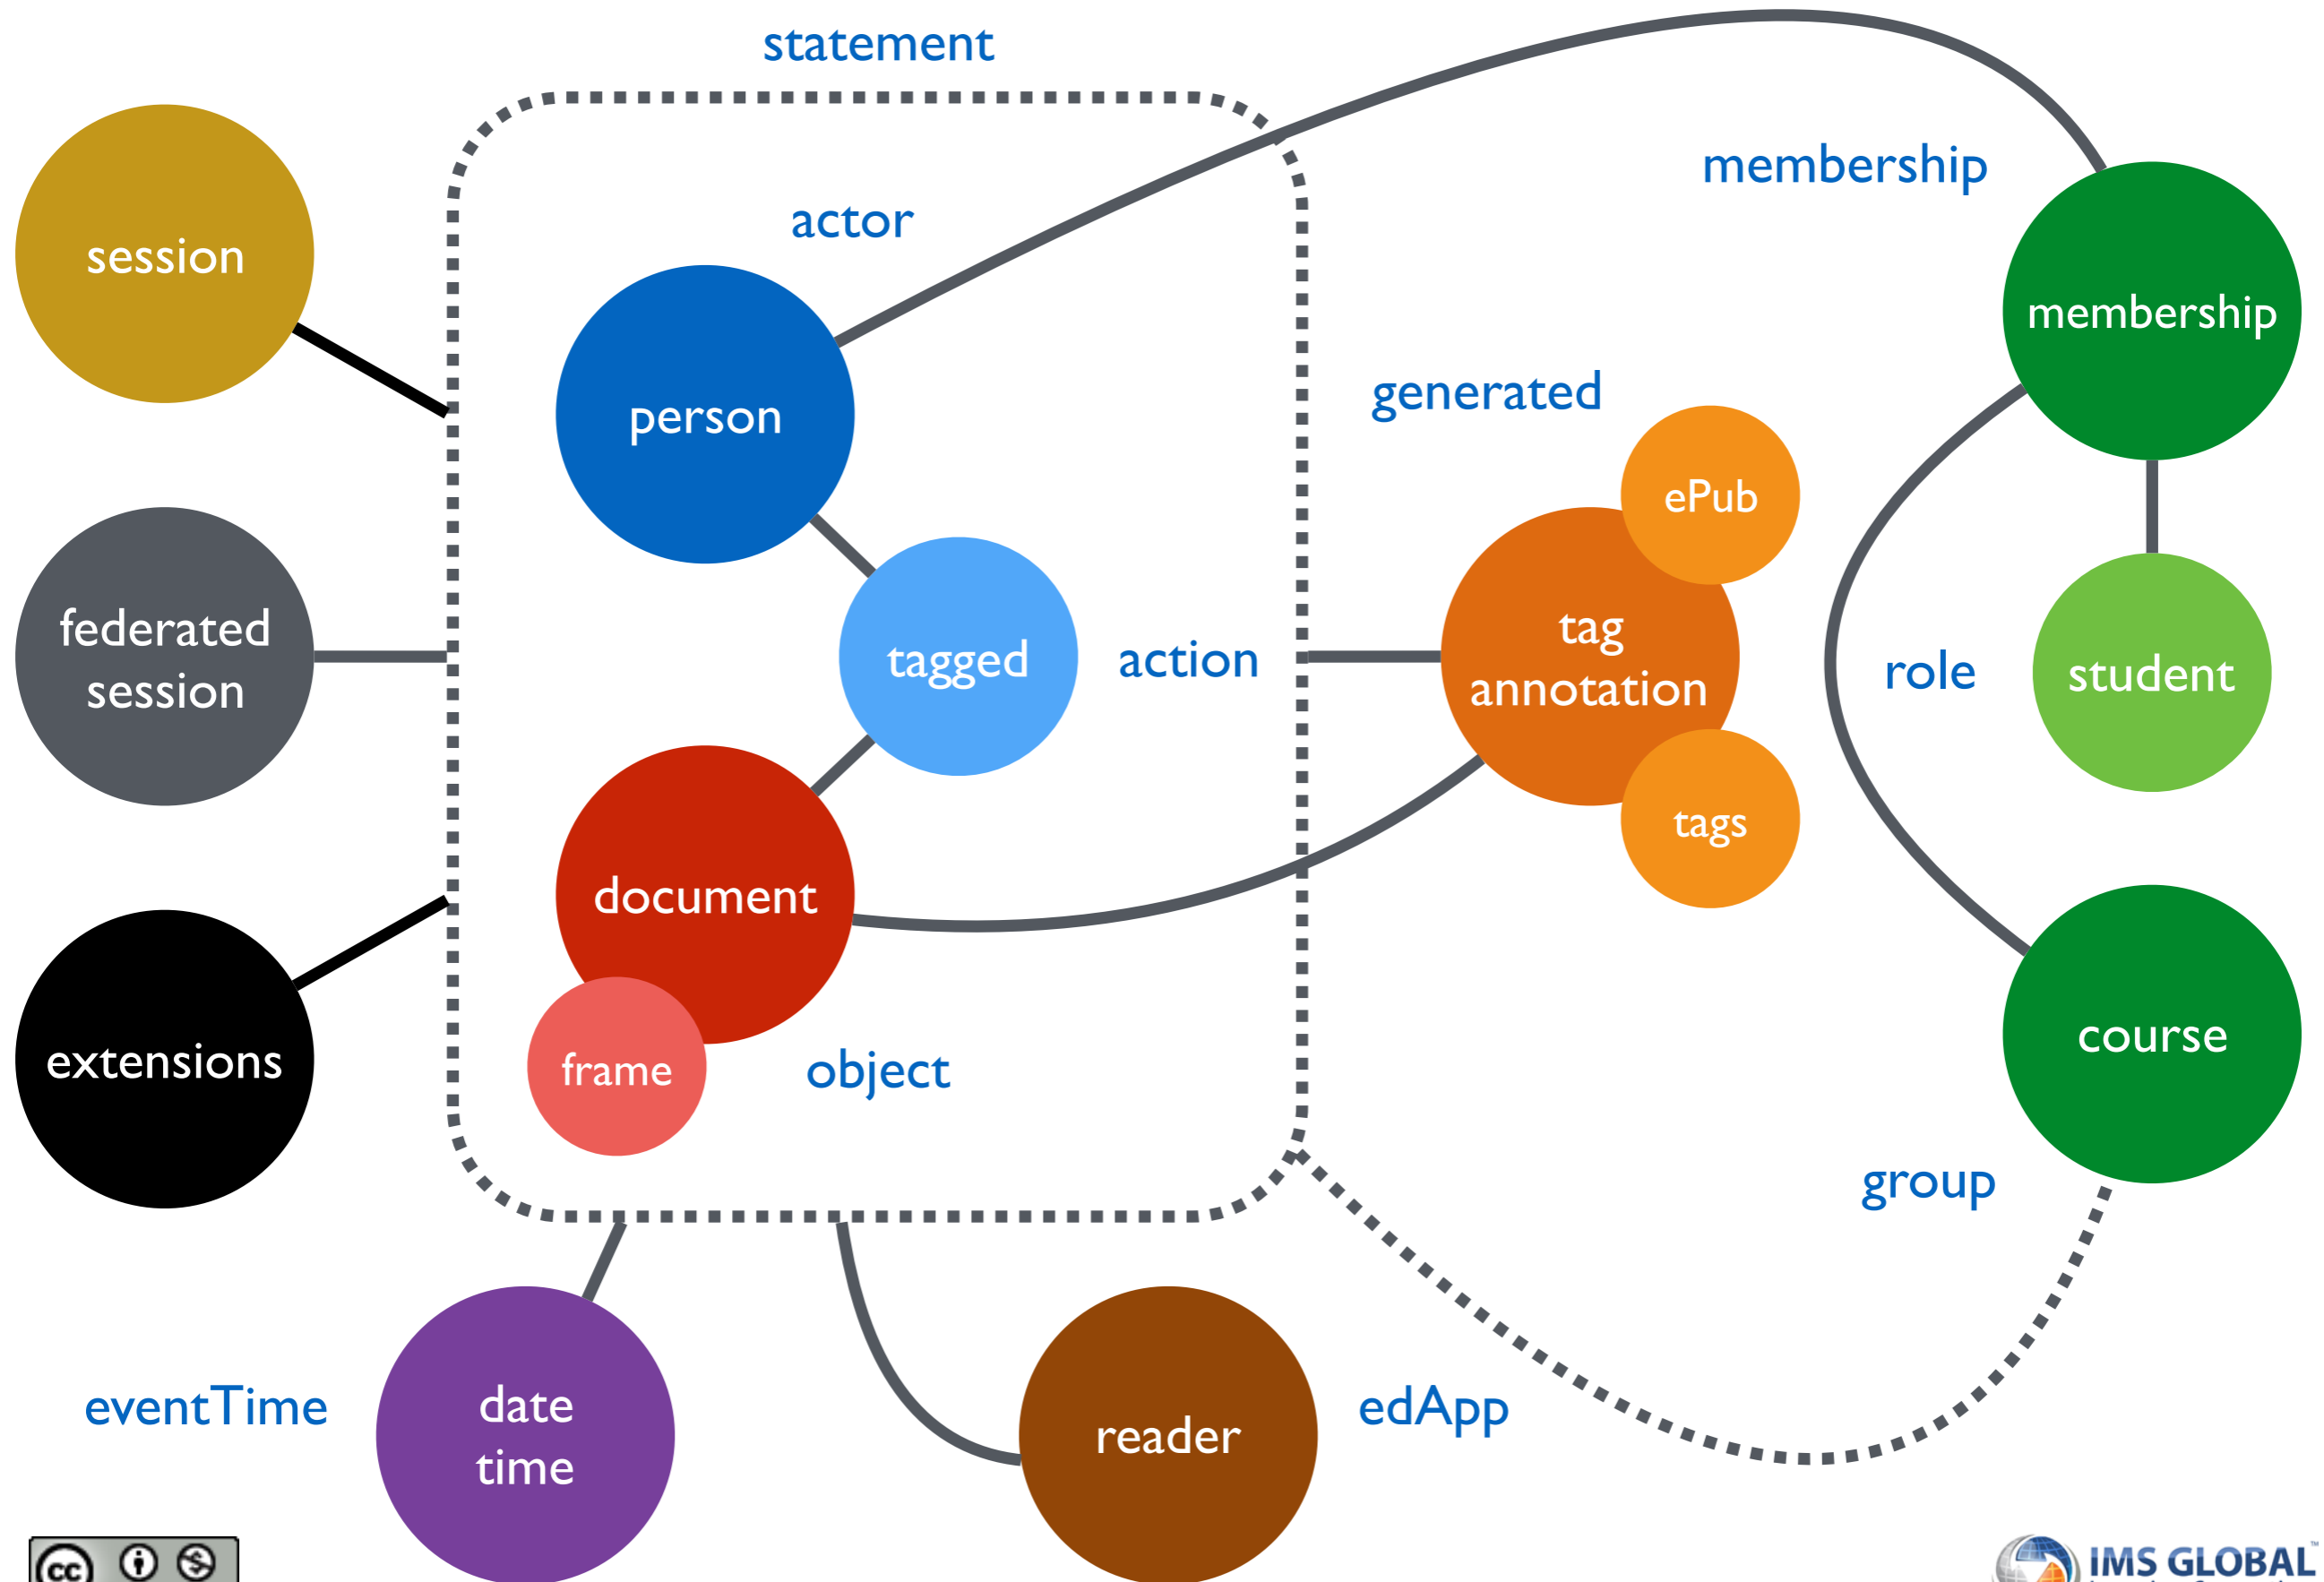 statement
session
actor
membership
membership
person
generated
ePub
federated
session
tagged
action
tag
annotation
role
student
tags
document
extensions
frame
object
course
group
eventTime
date
time
reader
edApp
cc
IMS GLOBAL